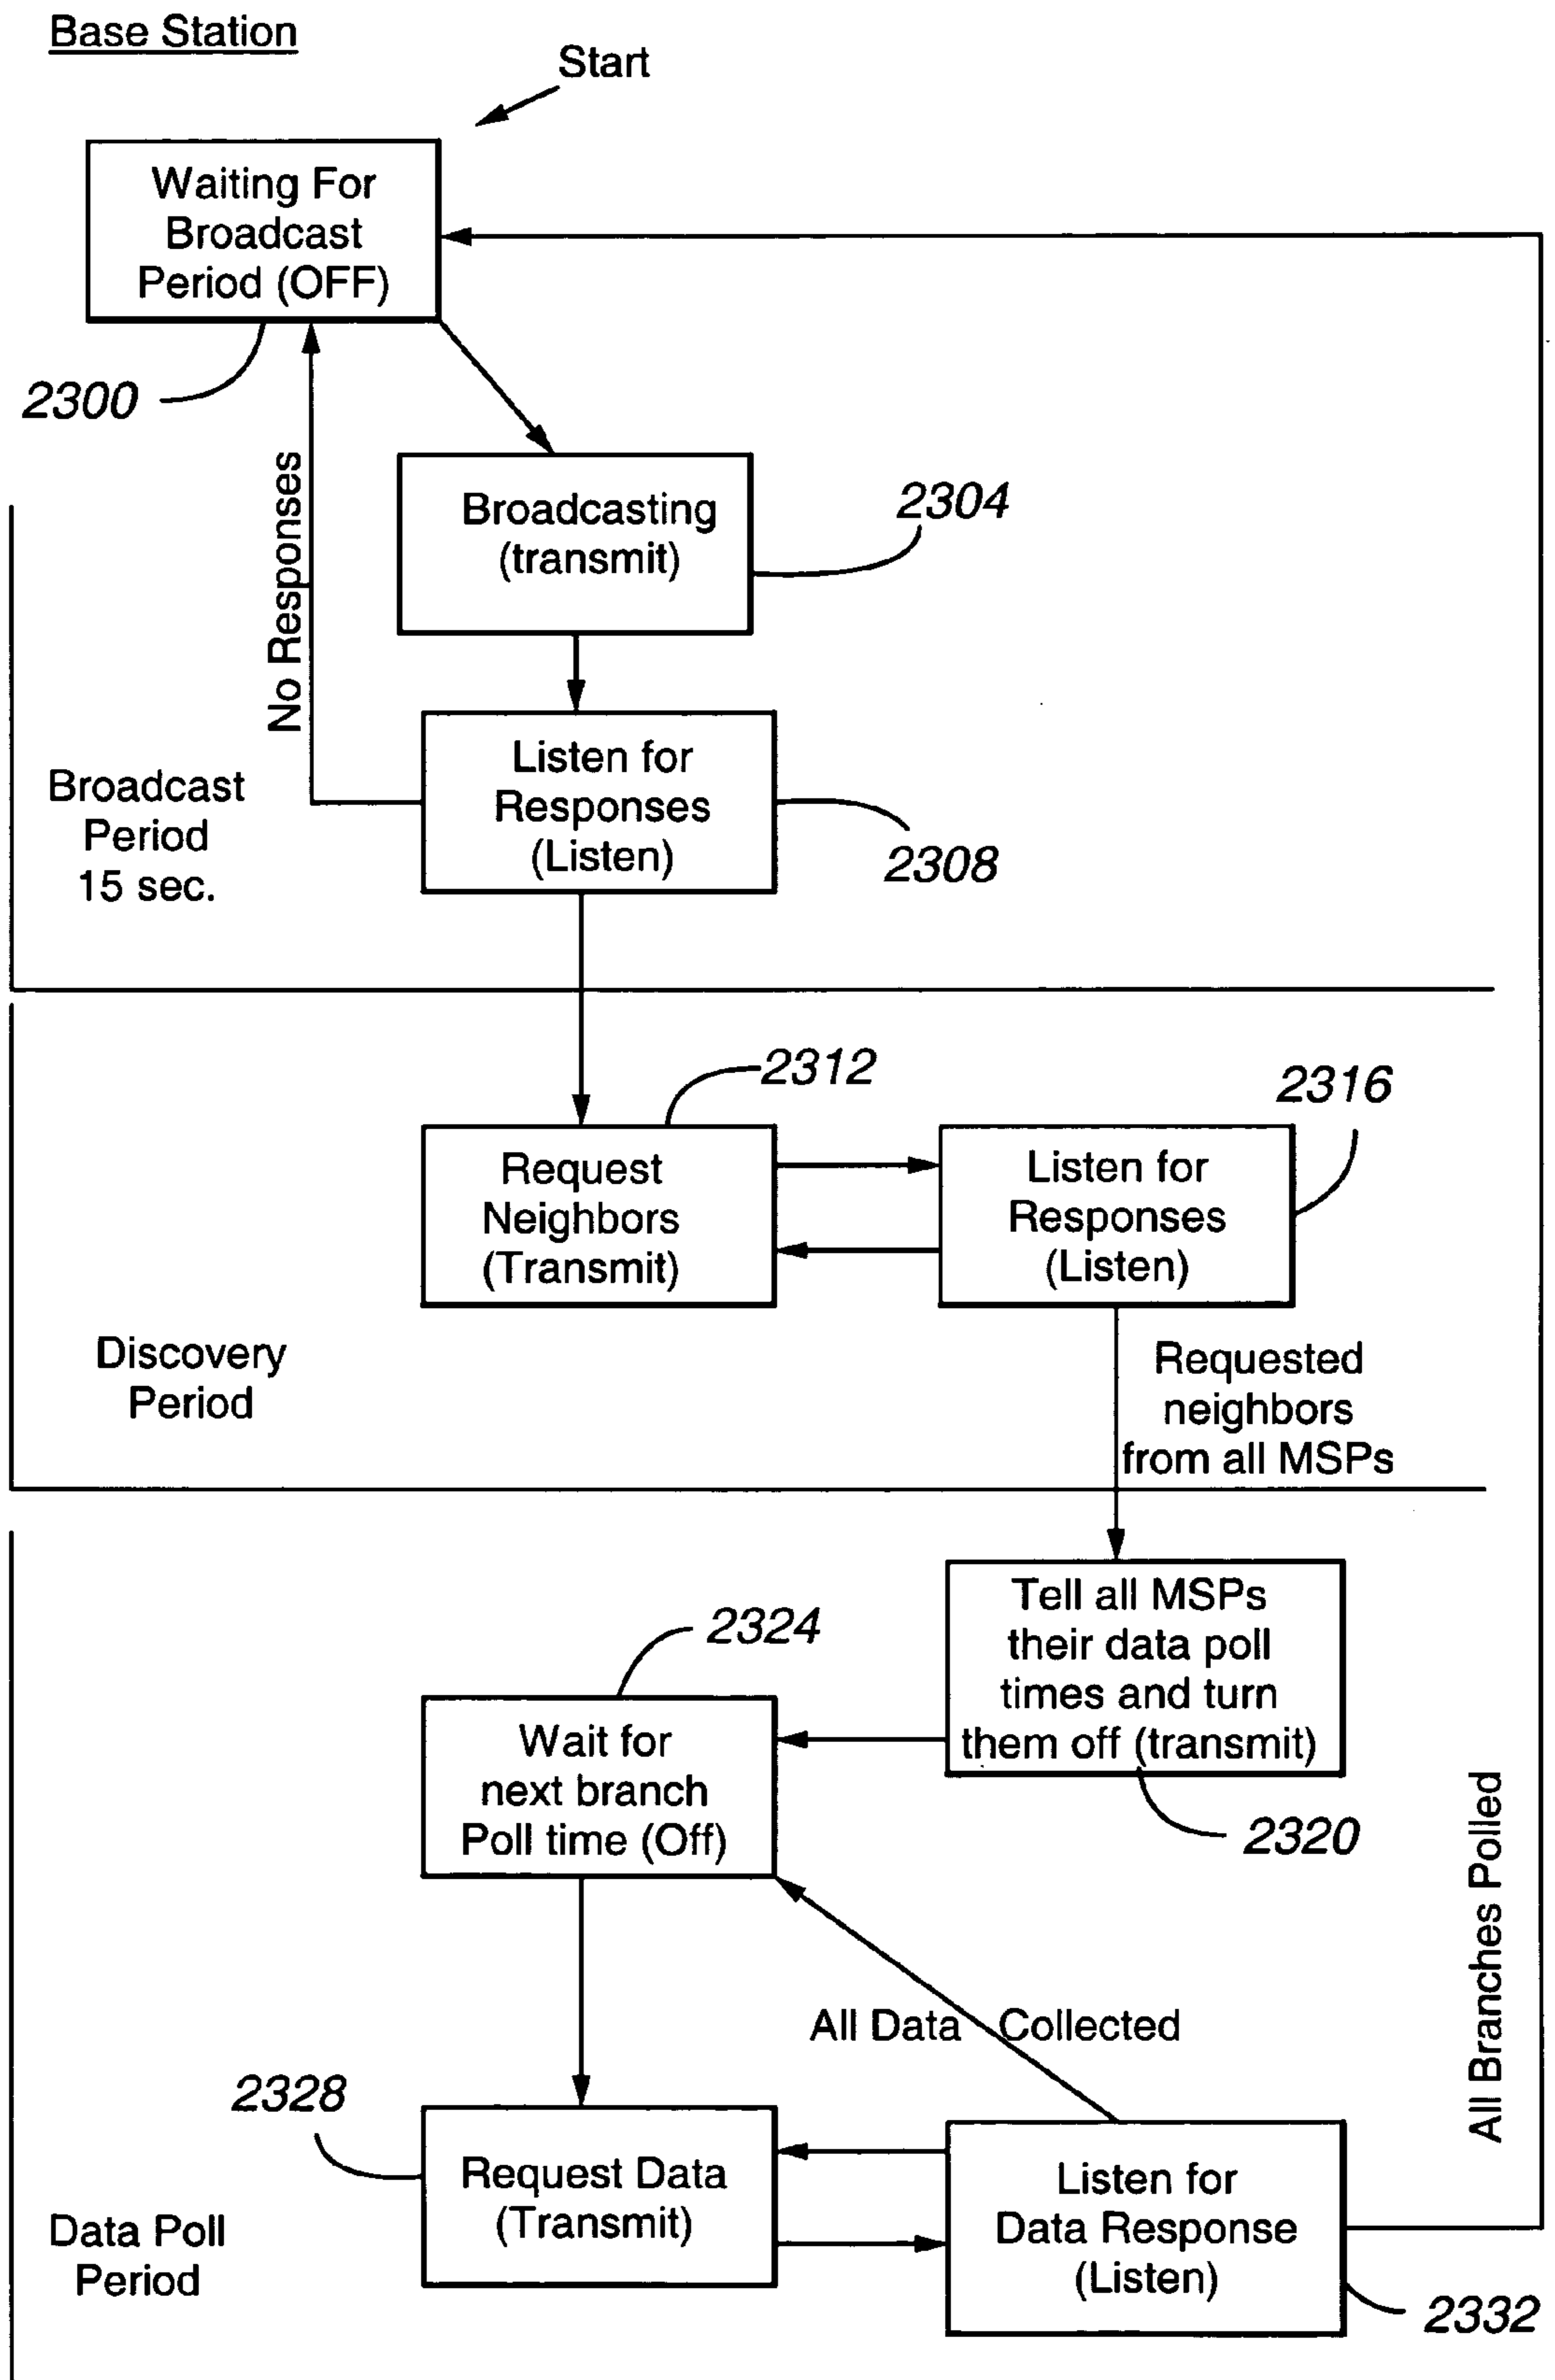 Base Station
Start
Waiting For
Broadcast
Period (OFF)
2300
No Responses
Broadcasting
(transmit)
2304
Listen for
Responses
(Listen)
2308
Broadcast
Period
15 sec.
2312
2316
Request
Neighbors
(Transmit)
Listen for
Responses
(Listen)
Discovery
Period
Requested
neighbors
from all MSPs
Tell all MSPs
their data poll
times and turn
them off (transmit)
2320
2324
Wait for
next branch
Poll time (Off)
All Data Collected
All Branches Polled
2328
Request Data
(Transmit)
Listen for
Data Response
(Listen)
2332
Data Poll
Period